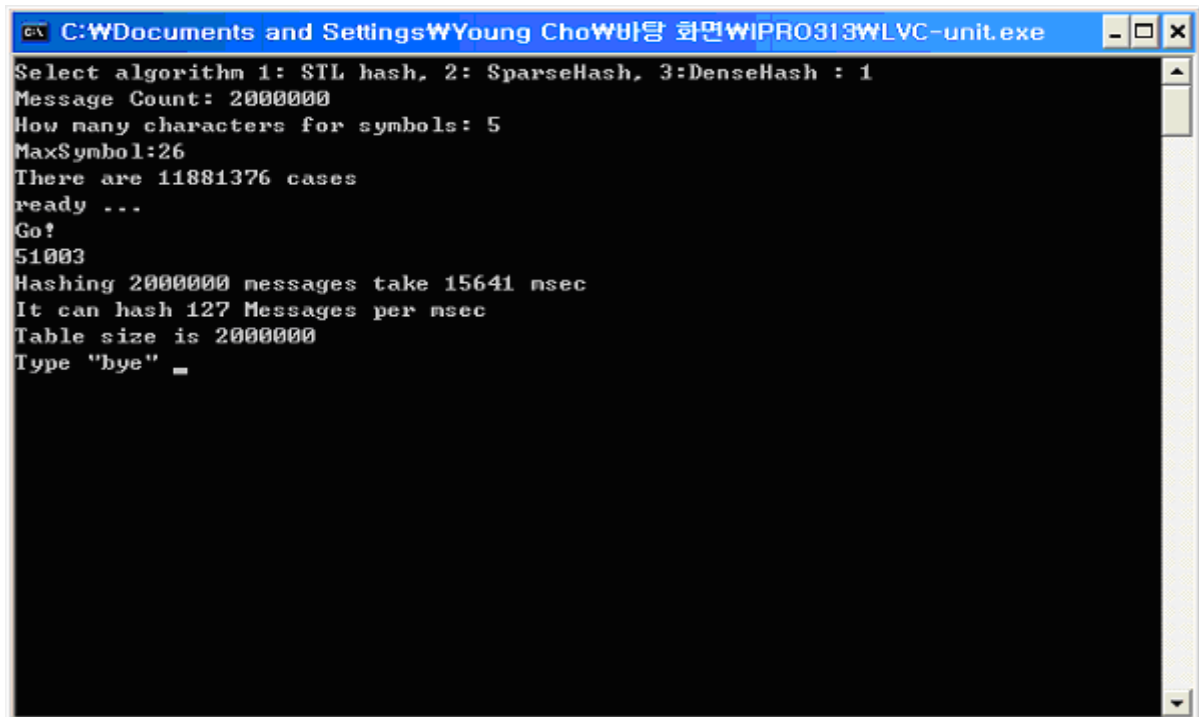 C:₩Documents and Settings₩Young Cho₩바탕 화면₩IPRO313₩LVC-unit.exe
Select algorithm 1: STL hash, 2: SparseHash, 3:DenseHash : 1
Message Count: 2000000
How many characters for symbols: 5
MaxSymbol:26
There are 11881376 cases
ready ...
Go!
51003
Hashing 2000000 messages take 15641 msec
It can hash 127 Messages per msec
Table size is 2000000
Type "bye" _